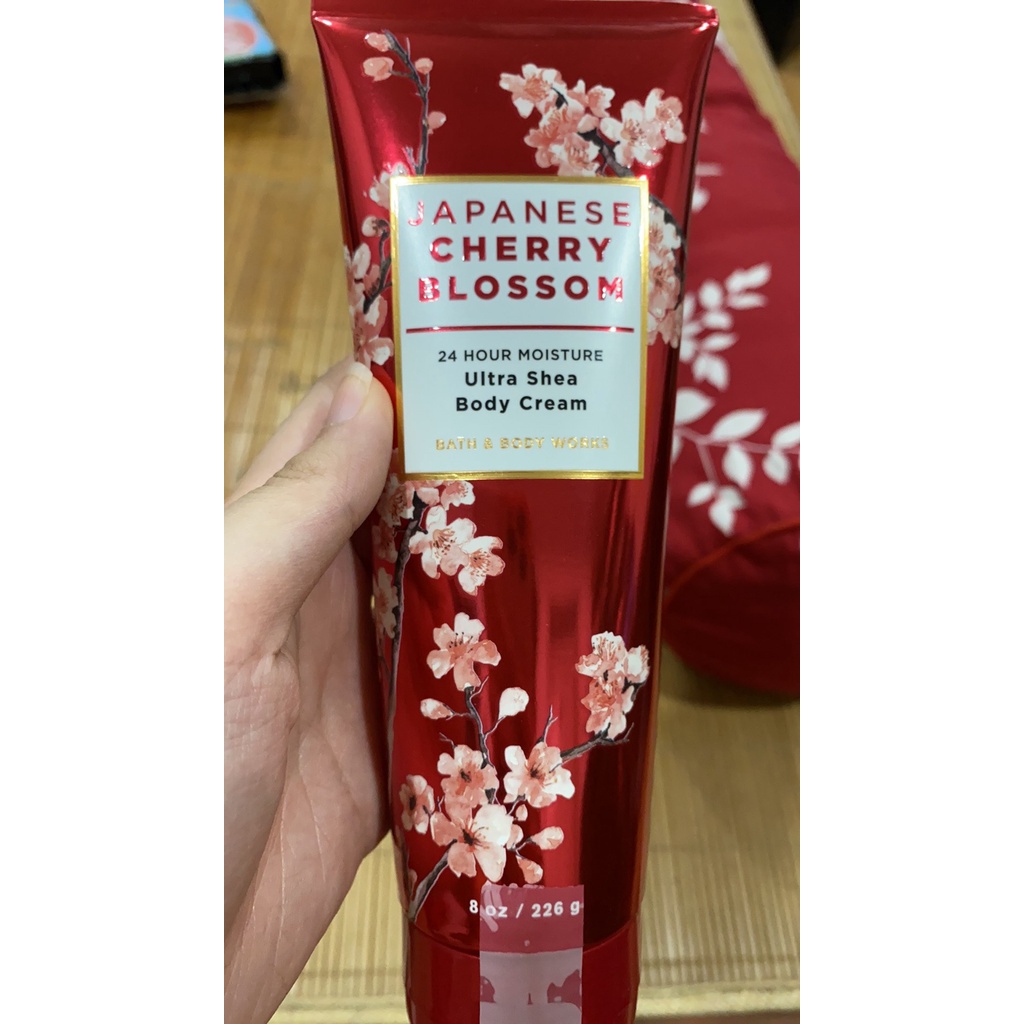 JAPANESE
CHERRY
BLOSSOM
24 HOUR MOISTURE
Ultra Shea
Body Cream
BATH & BODY WORKS
8 oz / 226 g